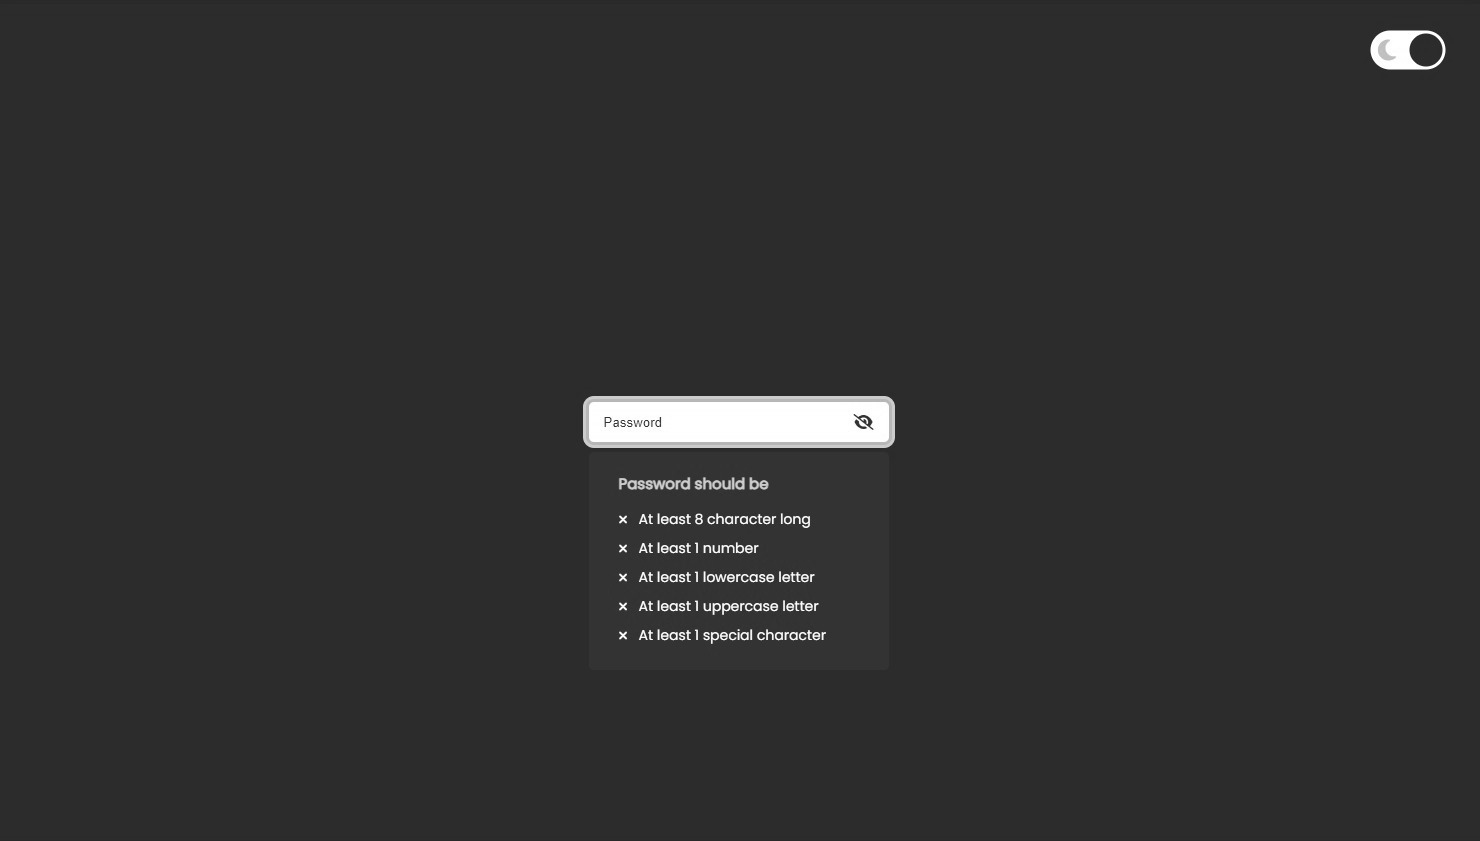 Password
Password should be
At least 8 character long
At least 1 number
At least 1 lowercase letter
At least 1 uppercase letter
At least 1 special character